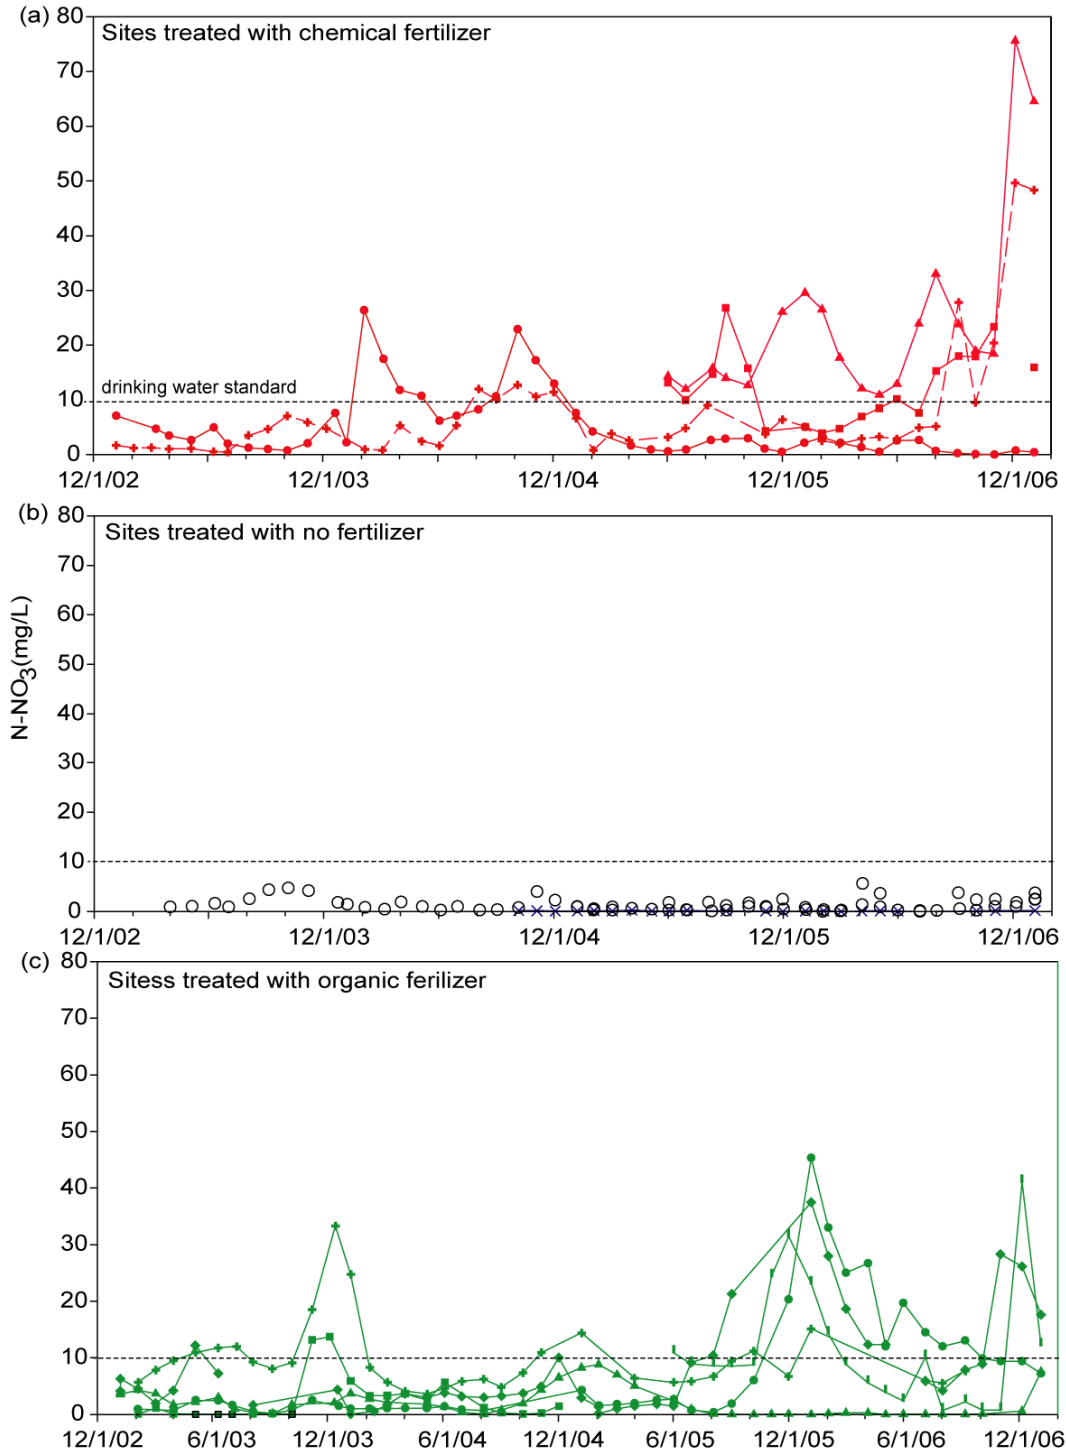 (a)
80
Sites treated with chemical fertilizer
70
60
50
40
30
20
drinking water standard
10
0
12/1/02 12/1/03 12/1/04 12/1/05 12/1/06
(b)
80
Sites treated with no fertilizer
70
60
50
40
30
20
10
0
N-NO3(mg/L)
12/1/02 12/1/03 12/1/04 12/1/05 12/1/06
(c)
80
Sitess treated with organic ferilizer
70
60
50
40
30
20
10
0
12/1/02 6/1/03 12/1/03 6/1/04 12/1/04 6/1/05 12/1/05 6/1/06 12/1/06